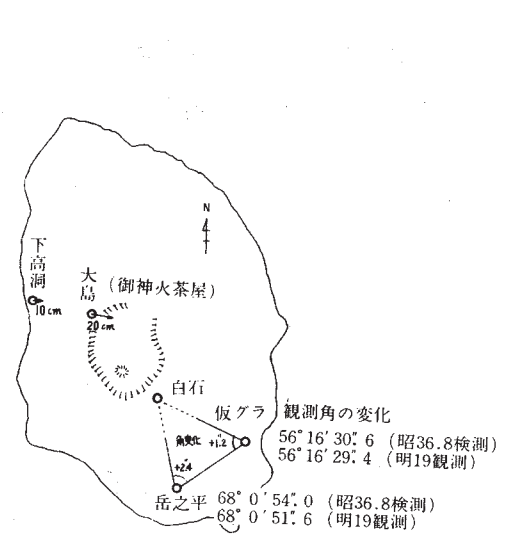 N
下高洞
10cm
大島
(御神火茶屋)
20cm
白石
仮グラ
観測角の変化
56°16′30″.6 (昭36.8検測)
56°16′29″.4 (明19観測)
角変化
+1″.2
+2″.4
岳之平
68°0′54″.0 (昭36.8検測)
68°0′51″.6 (明19観測)